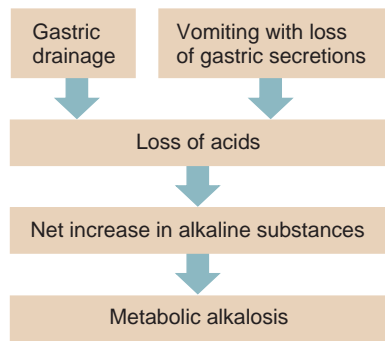 Gastric
drainage
Vomiting with loss
of gastric secretions
Loss of acids
Net increase in alkaline substances
Metabolic alkalosis